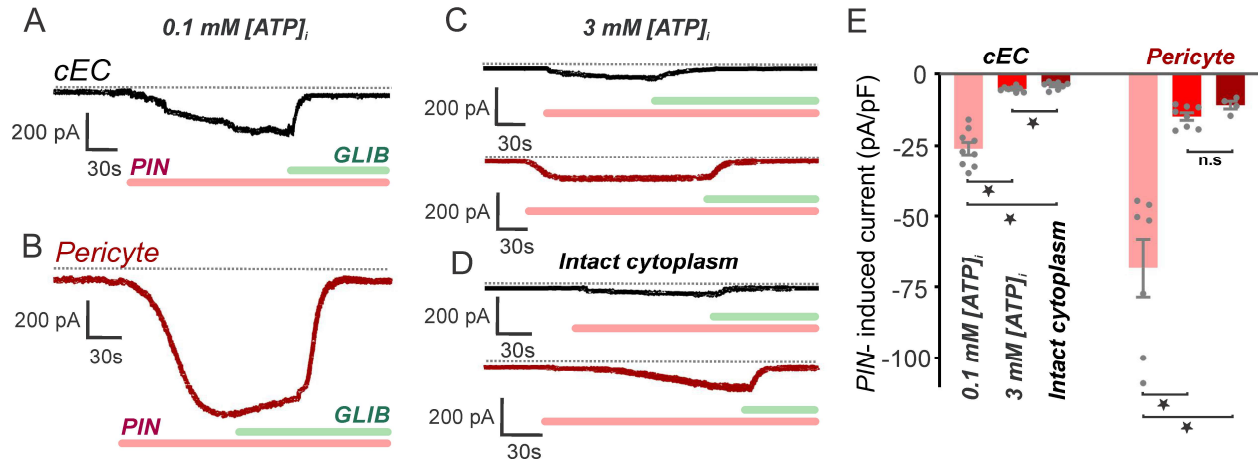 A
0.1 mM [ATP]i
cEC
200 pA
30s
PIN
GLIB
B
Pericyte
200 pA
30s
PIN
GLIB
C
3 mM [ATP]i
200 pA
30s
200 pA
30s
D
Intact cytoplasm
200 pA
30s
200 pA
30s
E
cEC
Pericyte
PIN- induced current (pA/pF)
0
-25
-50
-75
-100
n.s
0.1 mM [ATP]i
3 mM [ATP]i
Intact cytoplasm